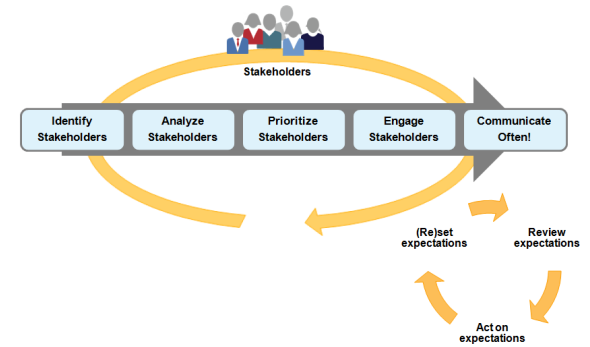 Stakeholders
Identify
Stakeholders
Analyze
Stakeholders
Prioritize
Stakeholders
Engage
Stakeholders
Communicate
Often!
(Re)set
expectations
Review
expectations
Act on
expectations